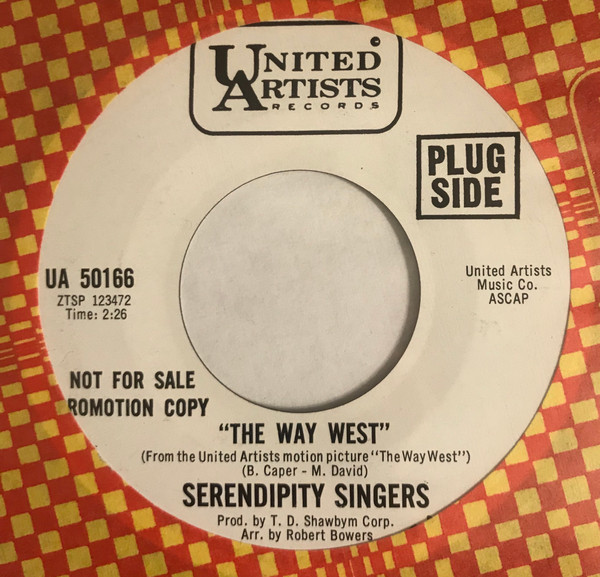 UNITED ©
ARTISTS
RECORDS
PLUG
SIDE
UA 50166
ZTSP 123472
Time: 2:26
United Artists
Music Co.
ASCAP
NOT FOR SALE
ROMOTION COPY
"THE WAY WEST"
(From the United Artists motion picture "The Way West")
(B. Caper - M. David)
SERENDIPITY SINGERS
Prod. by T. D. Shawbym Corp.
Arr. by Robert Bowers